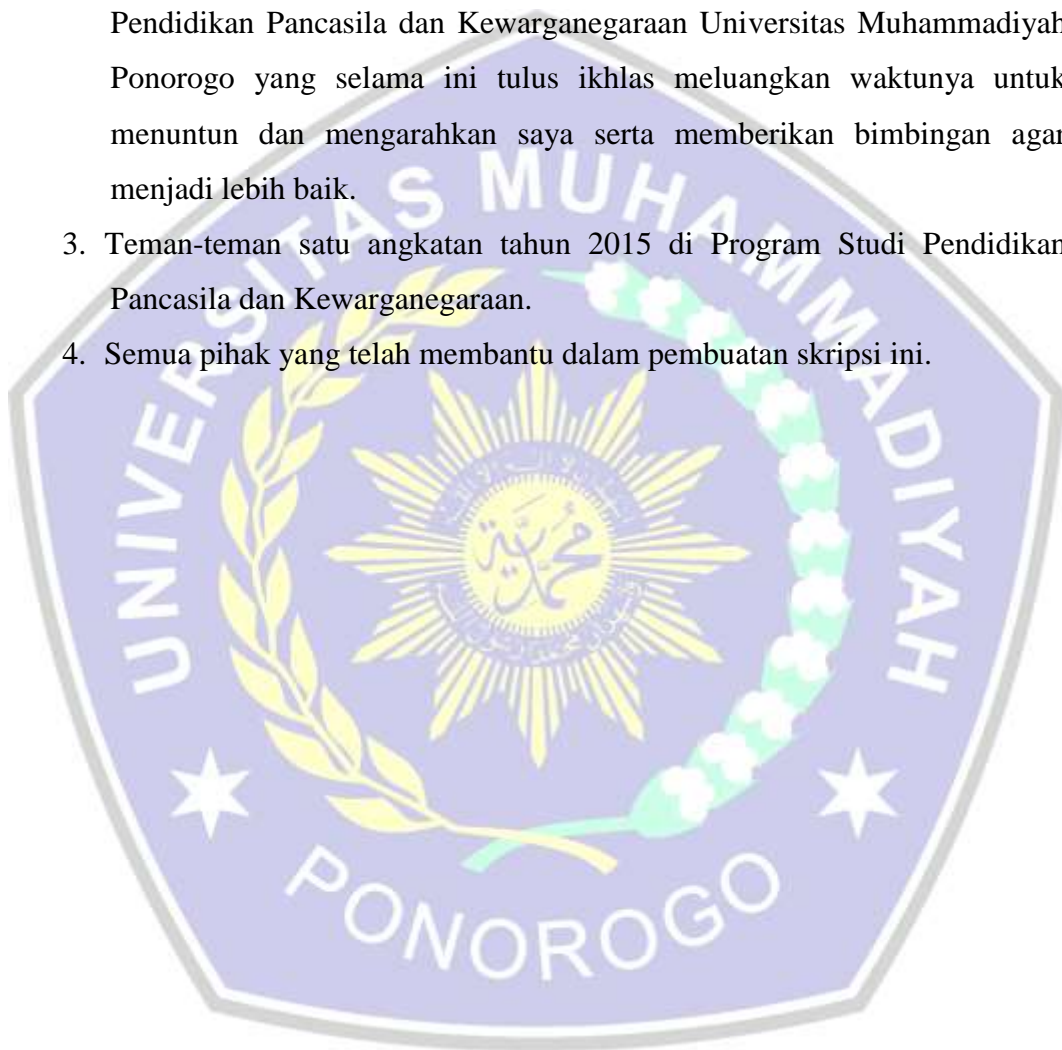 Pendidikan Pancasila dan Kewarganegaraan Universitas Muhammadiyah
Ponorogo yang selama ini tulus ikhlas meluangkan waktunya untuk
menuntun dan mengarahkan saya serta memberikan bimbingan agar
menjadi lebih baik.
3. Teman-teman satu angkatan tahun 2015 di Program Studi Pendidikan
Pancasila dan Kewarganegaraan.
4. Semua pihak yang telah membantu dalam pembuatan skripsi ini.
UNIVERSITAS MUHAMMADIYAH
محمدية
PONOROGO